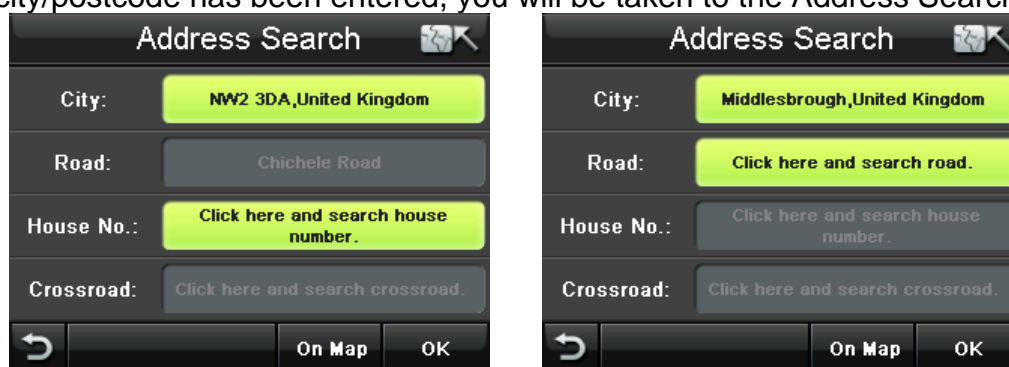 city/postcode has been entered, you will be taken to the Address Search
Address Search
City: NW2 3DA,United Kingdom
Road: Chichele Road
House No.: Click here and search house
number.
Crossroad: Click here and search crossroad.
On Map OK
Address Search
City: Middlesbrough,United Kingdom
Road: Click here and search road.
House No.: Click here and search house
number.
Crossroad: Click here and search crossroad.
On Map OK